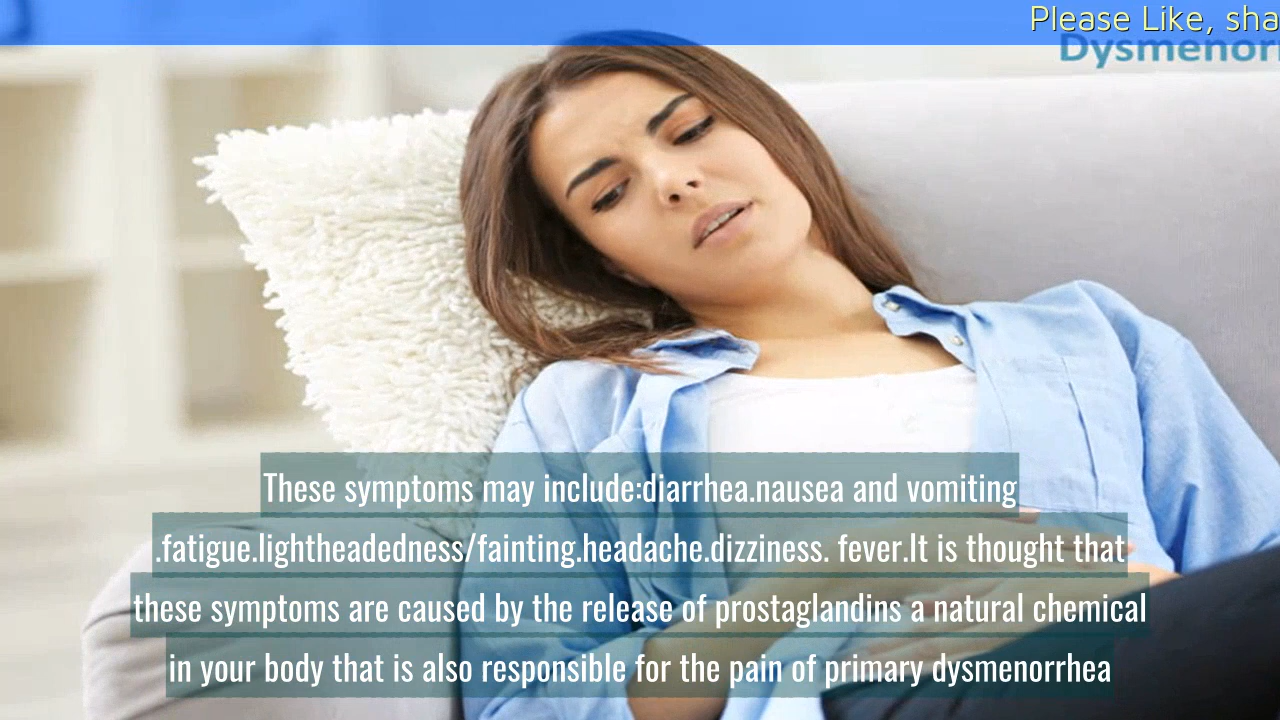 Please Like, sha
Dysmenorr
These symptoms may include:diarrhea.nausea and vomiting
.fatigue.lightheadedness/fainting.headache.dizziness. fever.It is thought that
these symptoms are caused by the release of prostaglandins a natural chemical
in your body that is also responsible for the pain of primary dysmenorrhea